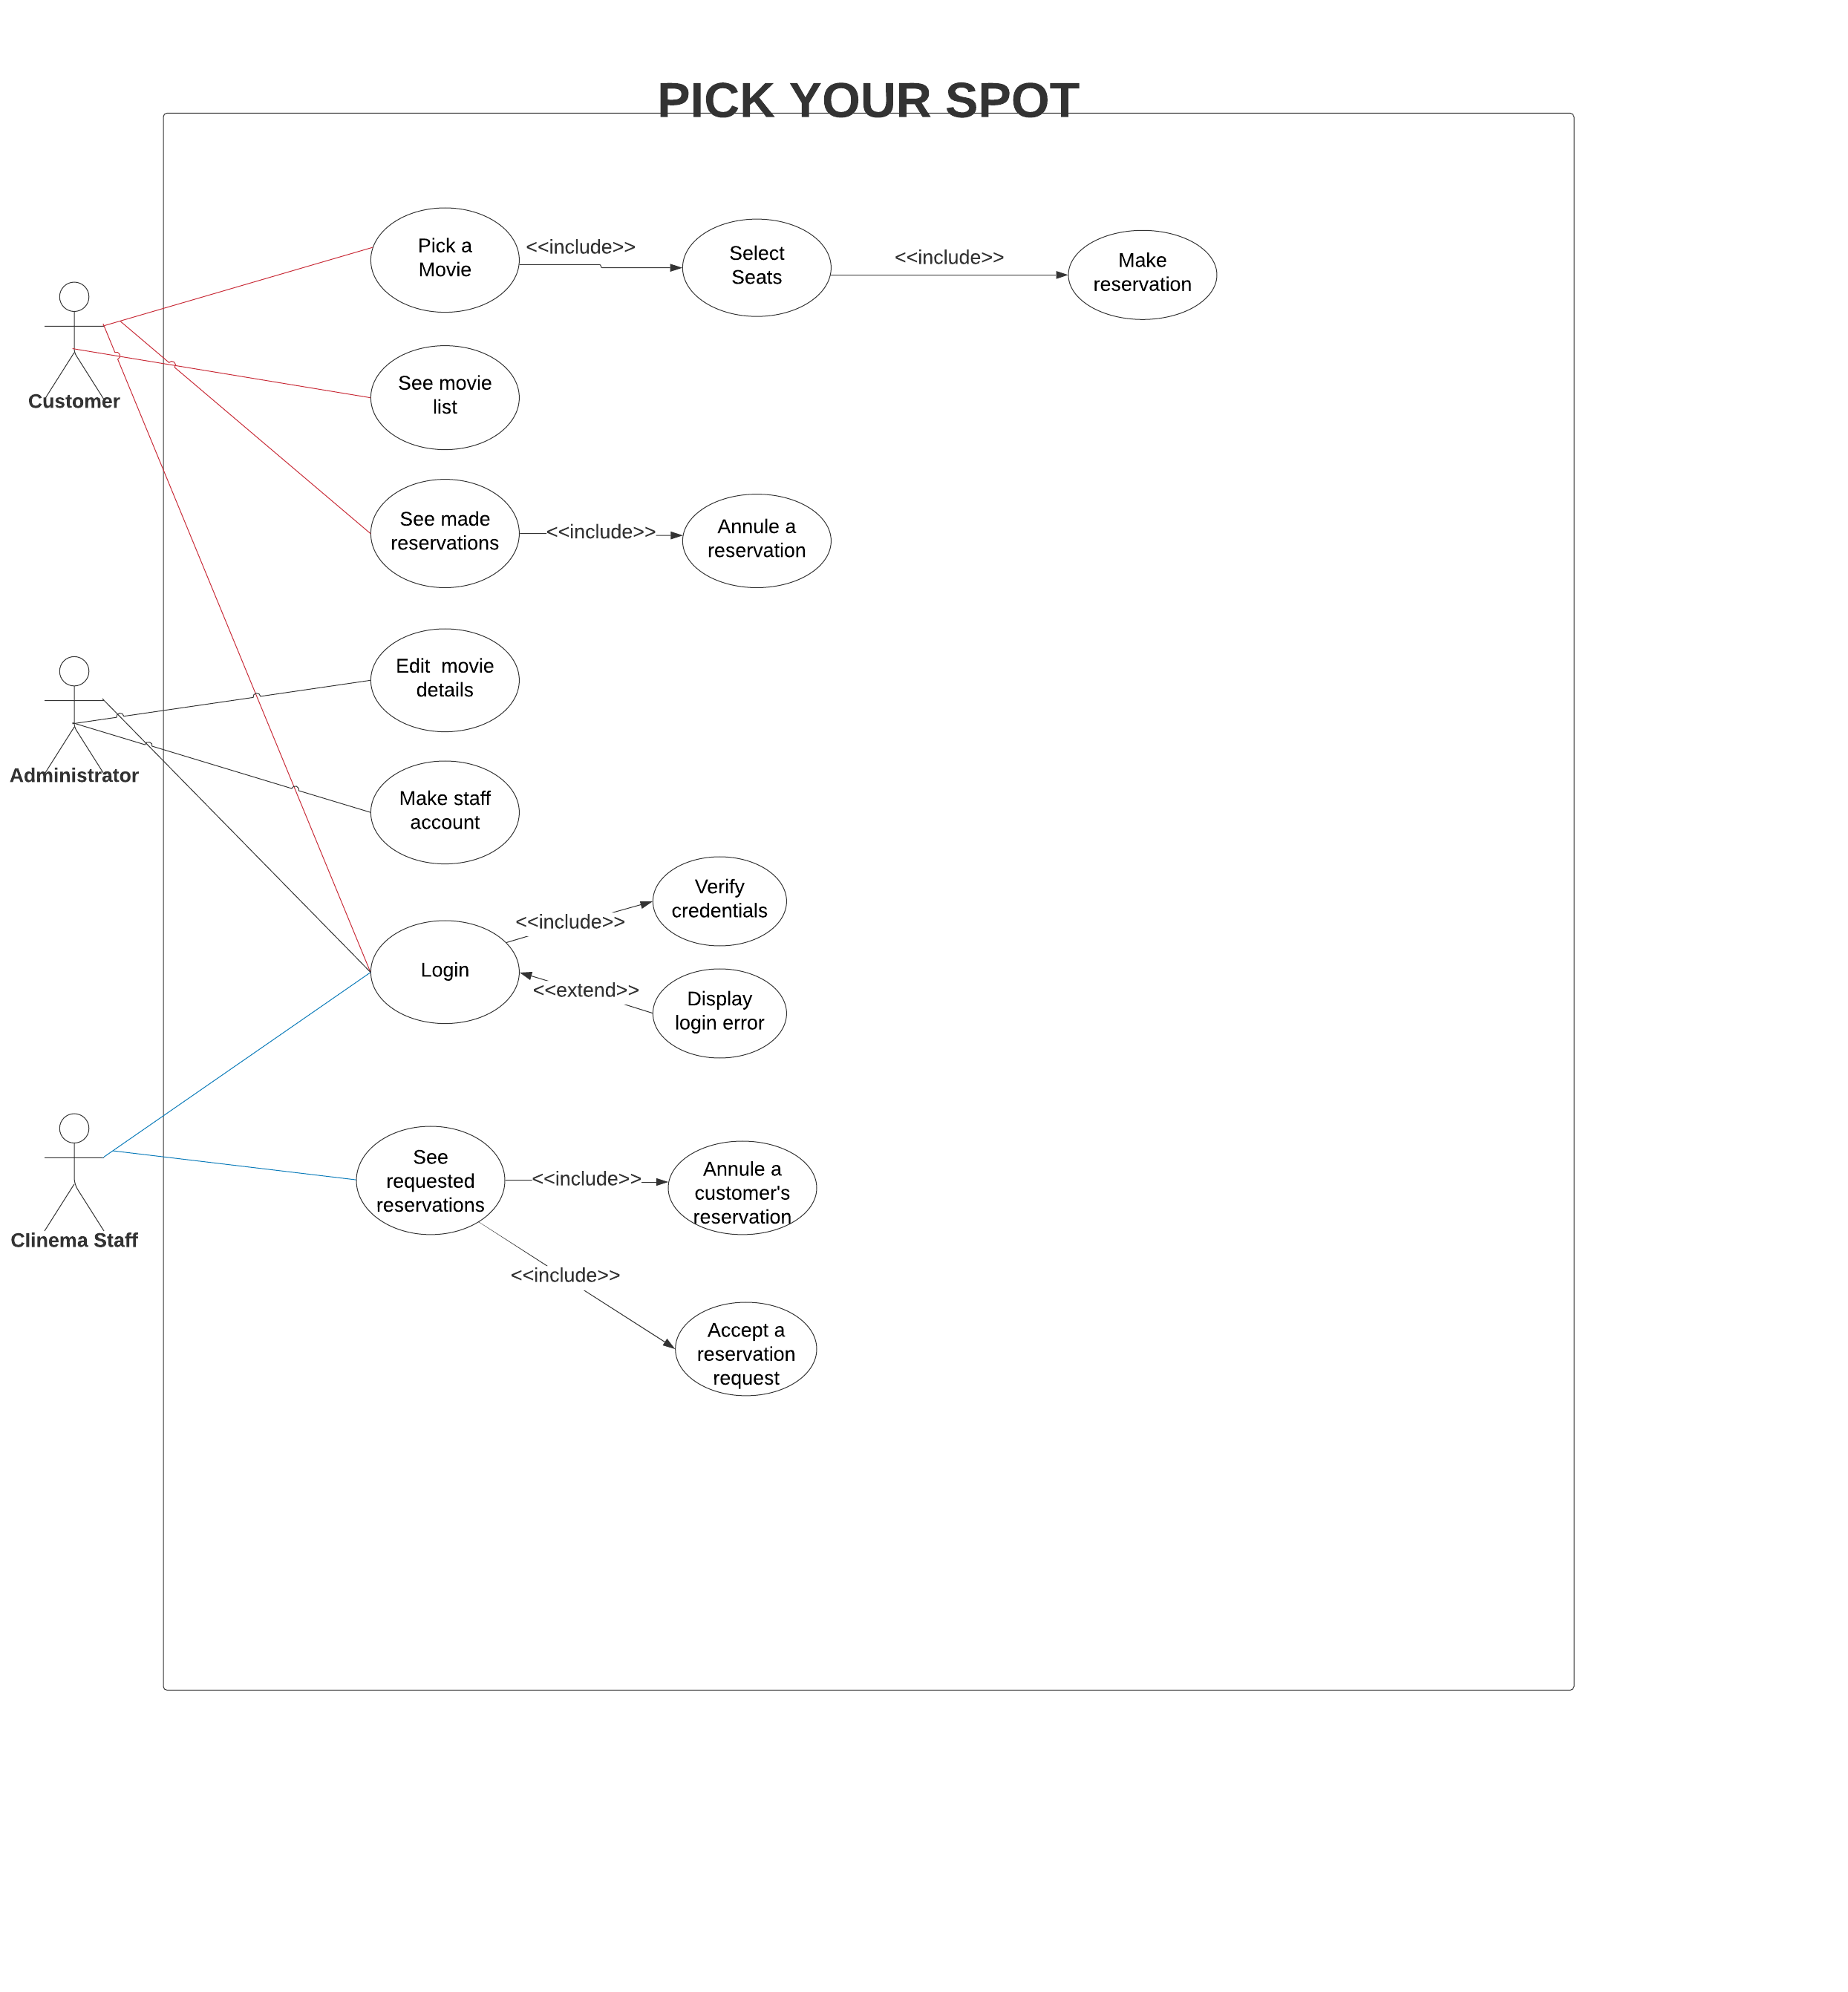 PICK YOUR SPOT
Pick a
Movie
<<include>>
Select
Seats
<<include>>
Make
reservation
Customer
See movie
list
See made
reservations
<<include>>
Annule a
reservation
Edit  movie
details
Administrator
Make staff
account
Login
<<include>>
Verify
credentials
<<extend>>
Display
login error
Clinema Staff
See
requested
reservations
<<include>>
Annule a
customer's
reservation
<<include>>
Accept a
reservation
request